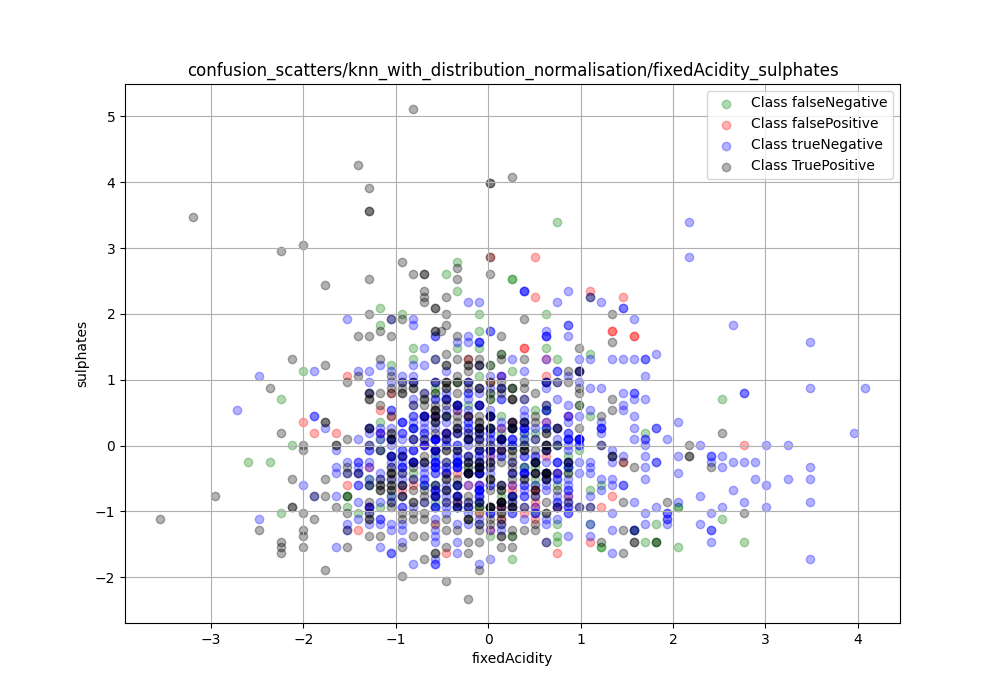 confusion_scatters/knn_with_distribution_normalisation/fixedAcidity_sulphates
Class falseNegative
Class falsePositive
Class trueNegative
Class TruePositive
5
4
3
2
1
0
−1
−2
sulphates
−3 −2 −1 0 1 2 3 4
fixedAcidity